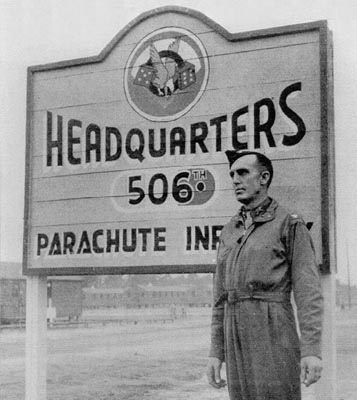 HEADQUARTERS
506TH
PARACHUTE INF